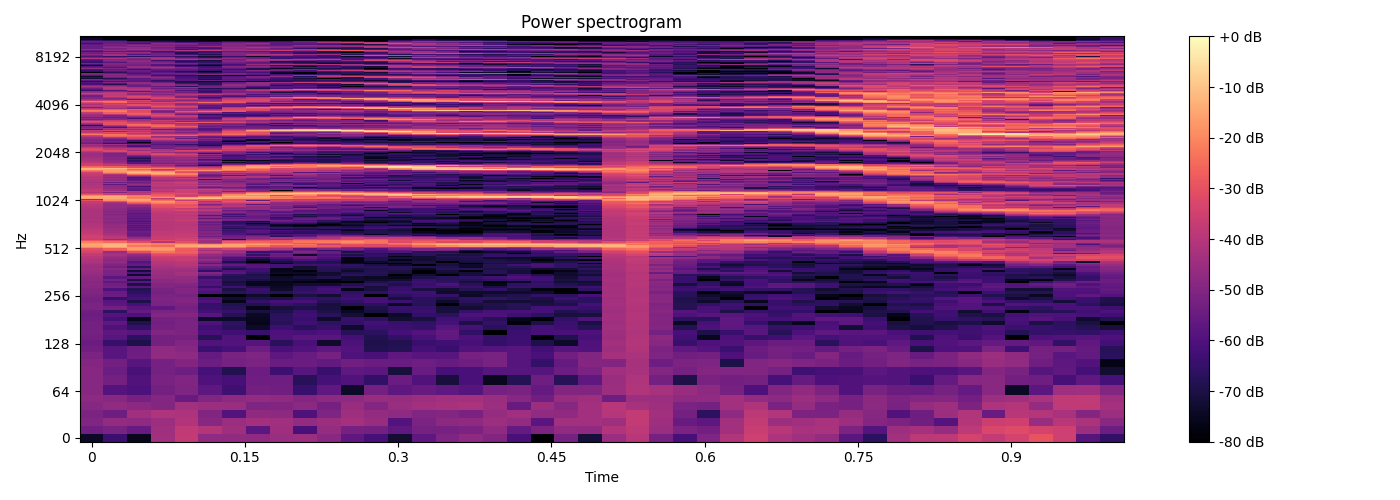 Power spectrogram
Hz
8192
4096
2048
1024
512
256
128
64
0
0 0.15 0.3 0.45 0.6 0.75 0.9
Time
+0 dB
-10 dB
-20 dB
-30 dB
-40 dB
-50 dB
-60 dB
-70 dB
-80 dB